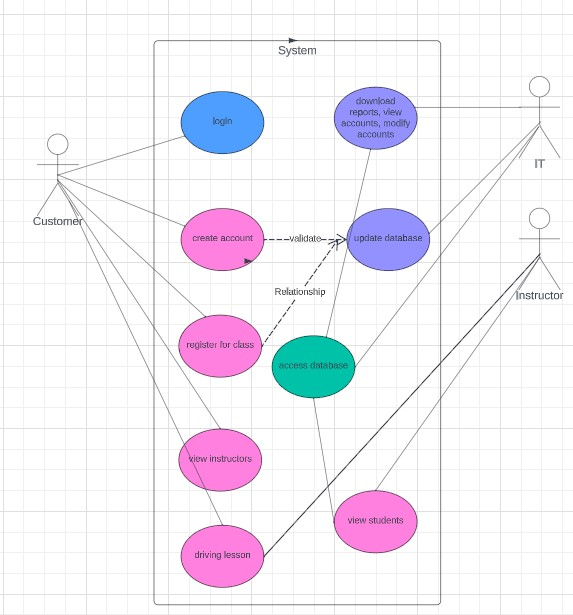 System
login
download
reports, view
accounts, modify
accounts
IT
Customer
create account
validate
update database
Instructor
Relationship
register for class
access database
view instructors
view students
driving lesson